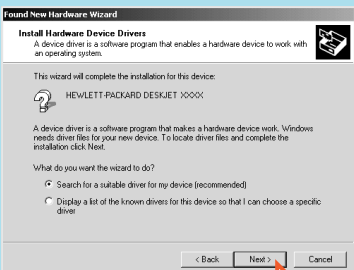 Found New Hardware Wizard
Install Hardware Device Drivers
A device driver is a software program that enables a hardware device to work with
an operating system.
This wizard will complete the installation for this device:
HEWLETT-PACKARD DESKJET XXXX
A device driver is a software program that makes a hardware device work. Windows
needs driver files for your new device. To locate driver files and complete the
installation click Next.
What do you want the wizard to do?
Search for a suitable driver for my device (recommended)
Display a list of the known drivers for this device so that I can choose a specific
driver
< Back Next > Cancel